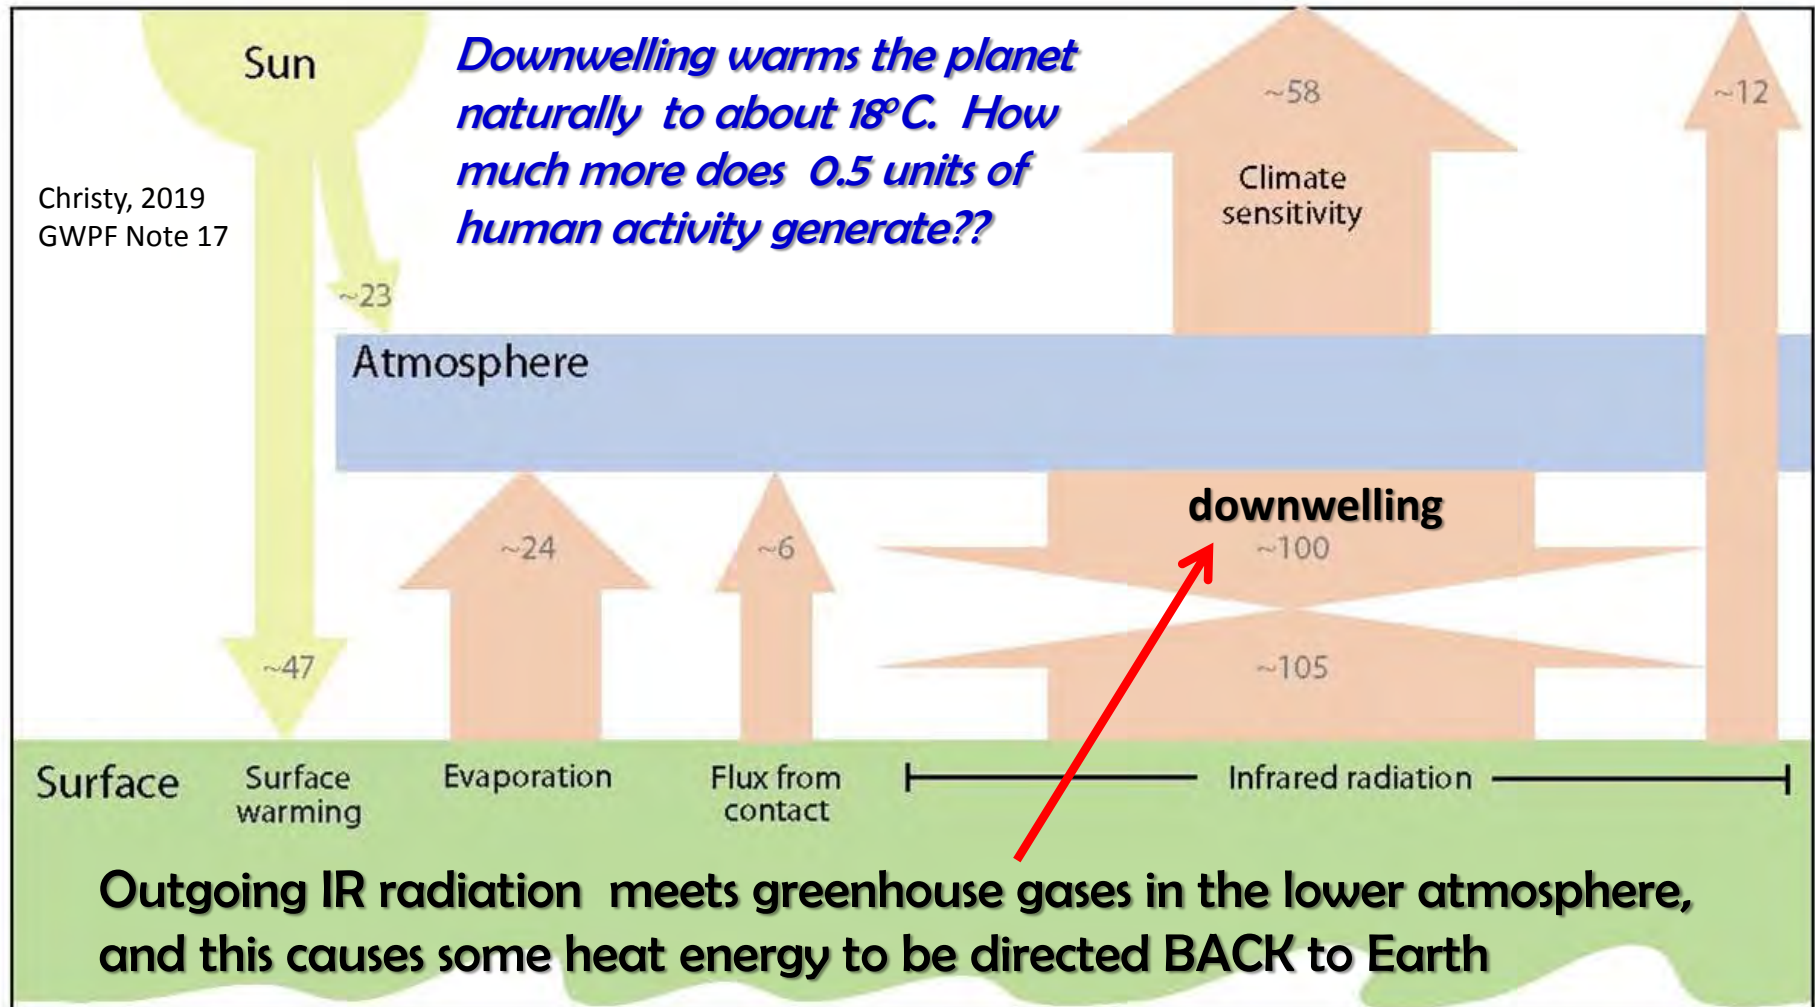 Sun
Downwelling warms the planet
naturally to about 18°C. How
much more does 0.5 units of
human activity generate??
Christy, 2019
GWPF Note 17
~23
~58
Climate
sensitivity
~12
Atmosphere
downwelling
~24
~6
~100
~47
~105
Surface
Surface
warming
Evaporation
Flux from
contact
Infrared radiation
Outgoing IR radiation meets greenhouse gases in the lower atmosphere,
and this causes some heat energy to be directed BACK to Earth